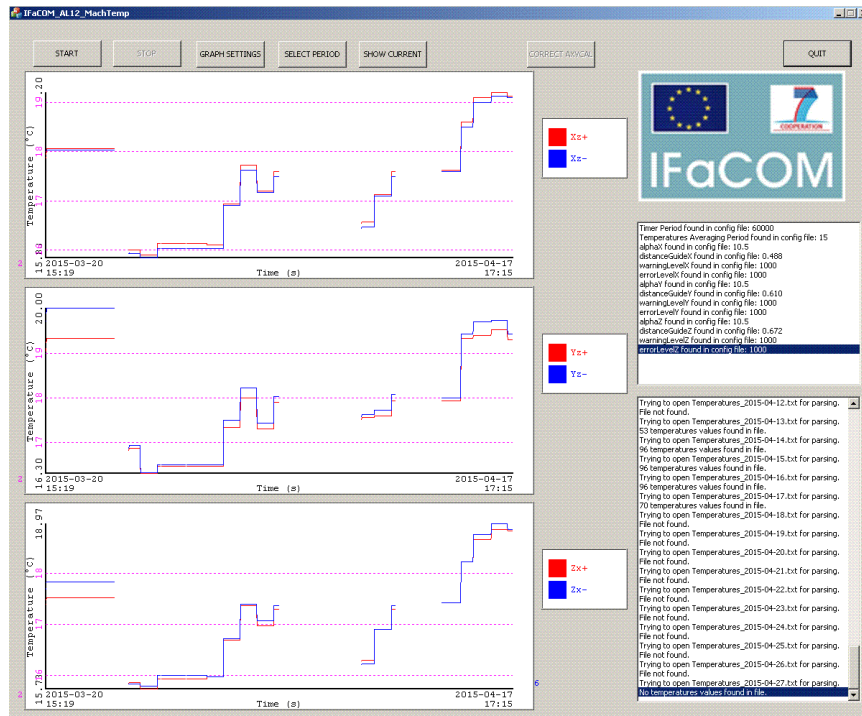 IFaCOM_AL12_MachTemp
START
STOP
GRAPH SETTINGS
SELECT PERIOD
SHOW CURRENT
CORRECT AXVCAL
QUIT
19.20
19
18
17
Temperature (°C)
2
2015-03-20
15:19
Time (s)
2015-04-17
17:15
Xz+
Xz-
20.00
19
18
17
16.30
Temperature (°C)
2
2015-03-20
15:19
Time (s)
2015-04-17
17:15
Yz+
Yz-
18.97
18
17
Temperature (°C)
2
2015-03-20
15:19
Time (s)
2015-04-17
17:15
6
Zx+
Zx-
7
COOPERATION
IFaCOM
Timer Period found in config file: 60000
Temperatures Averaging Period found in config file: 15
alphaX found in config file: 10.5
distanceGuideX found in config file: 0.488
warningLevelX found in config file: 1000
errorLevelX found in config file: 1000
alphaY found in config file: 10.5
distanceGuideY found in config file: 0.610
warningLevelY found in config file: 1000
errorLevelY found in config file: 1000
alphaZ found in config file: 10.5
distanceGuideZ found in config file: 0.672
warningLevelZ found in config file: 1000
errorLevelZ found in config file: 1000
Trying to open Temperatures_2015-04-12.txt for parsing.
File not found.
Trying to open Temperatures_2015-04-13.txt for parsing.
53 temperatures values found in file.
Trying to open Temperatures_2015-04-14.txt for parsing.
96 temperatures values found in file.
Trying to open Temperatures_2015-04-15.txt for parsing.
96 temperatures values found in file.
Trying to open Temperatures_2015-04-16.txt for parsing.
96 temperatures values found in file.
Trying to open Temperatures_2015-04-17.txt for parsing.
70 temperatures values found in file.
Trying to open Temperatures_2015-04-18.txt for parsing.
File not found.
Trying to open Temperatures_2015-04-19.txt for parsing.
File not found.
Trying to open Temperatures_2015-04-20.txt for parsing.
File not found.
Trying to open Temperatures_2015-04-21.txt for parsing.
File not found.
Trying to open Temperatures_2015-04-22.txt for parsing.
File not found.
Trying to open Temperatures_2015-04-23.txt for parsing.
File not found.
Trying to open Temperatures_2015-04-24.txt for parsing.
File not found.
Trying to open Temperatures_2015-04-25.txt for parsing.
File not found.
Trying to open Temperatures_2015-04-26.txt for parsing.
File not found.
Trying to open Temperatures_2015-04-27.txt for parsing.
No temperatures values found in file.